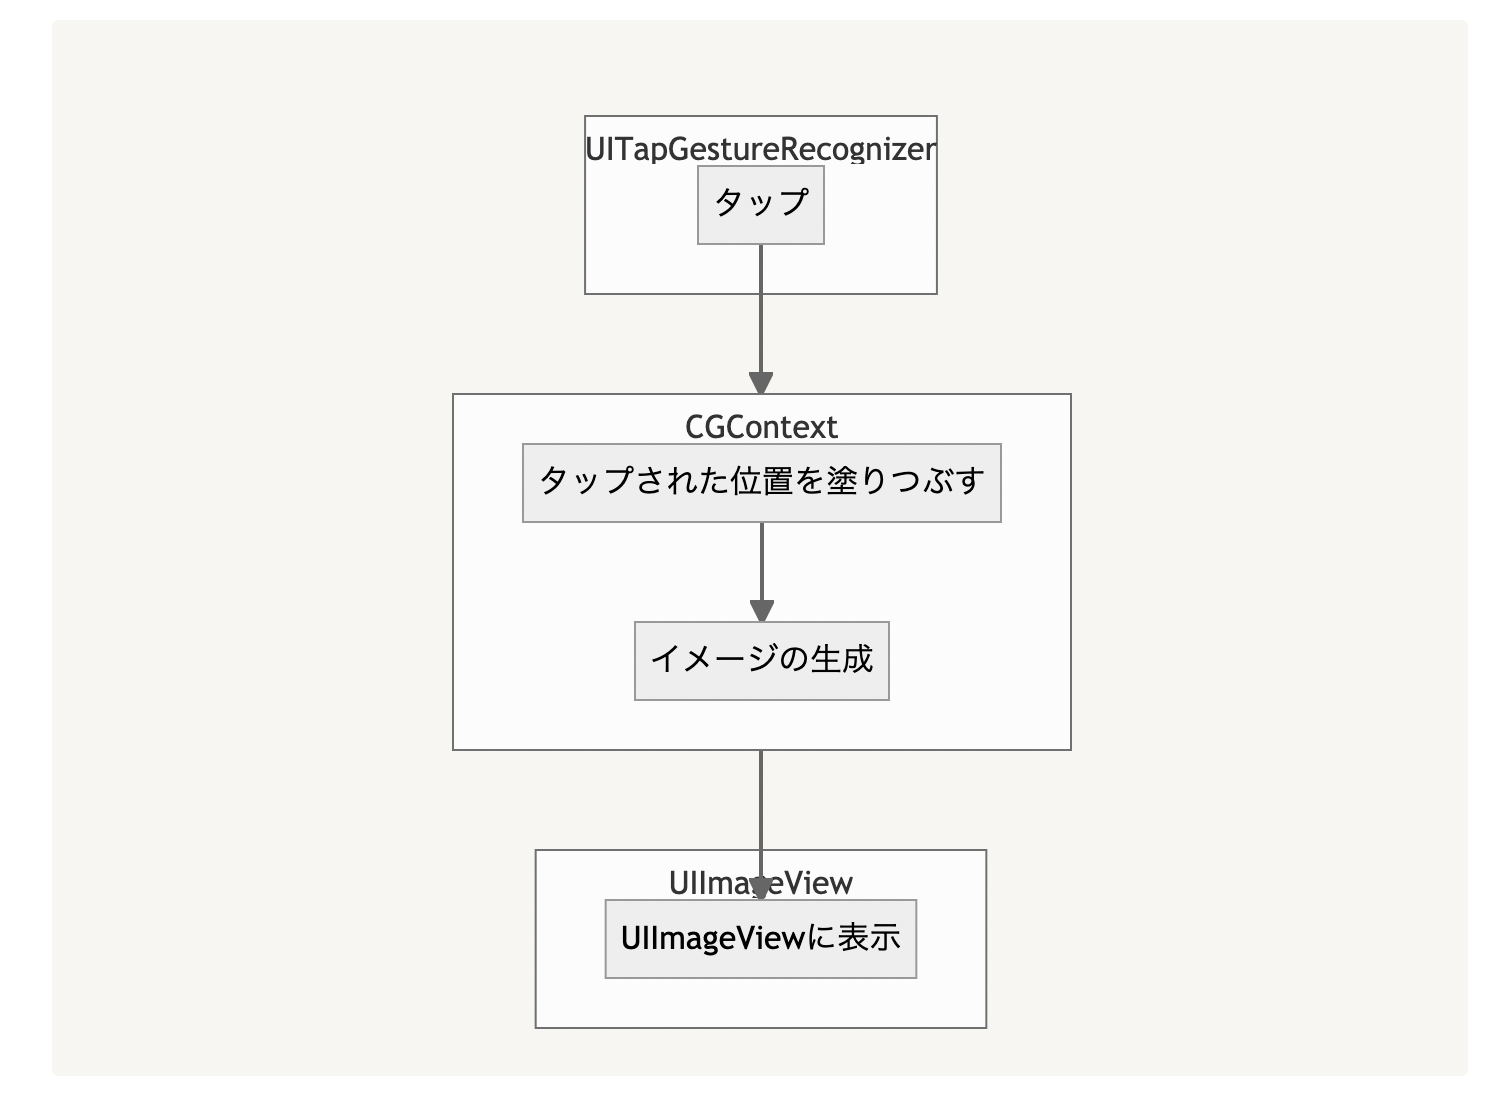 UITapGestureRecognizer
タップ
CGContext
タップされた位置を塗りつぶす
イメージの生成
UIImageView
UIImageViewに表示